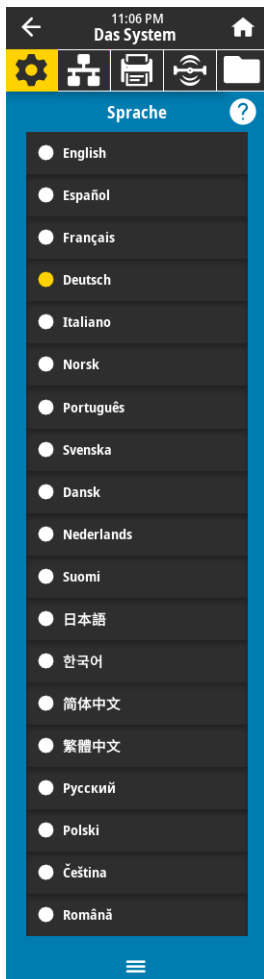 11:06 PM
Das System
Sprache
?
English
Español
Français
Deutsch
Italiano
Norsk
Português
Svenska
Dansk
Nederlands
Suomi
日本語
한국어
简体中文
繁體中文
Русский
Polski
Čeština
Română